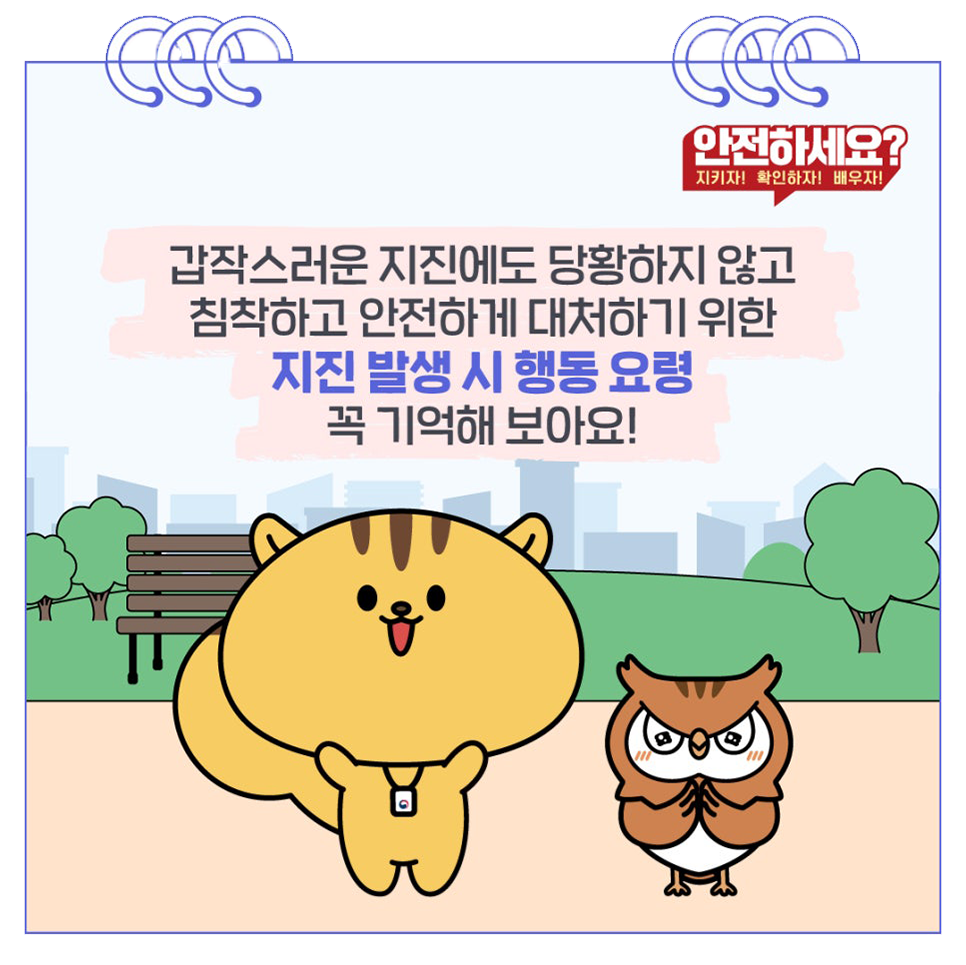 안전하세요?
지키자! 확인하자! 배우자!
갑작스러운 지진에도 당황하지 않고
침착하고 안전하게 대처하기 위한
지진 발생 시 행동 요령
꼭 기억해 보아요!